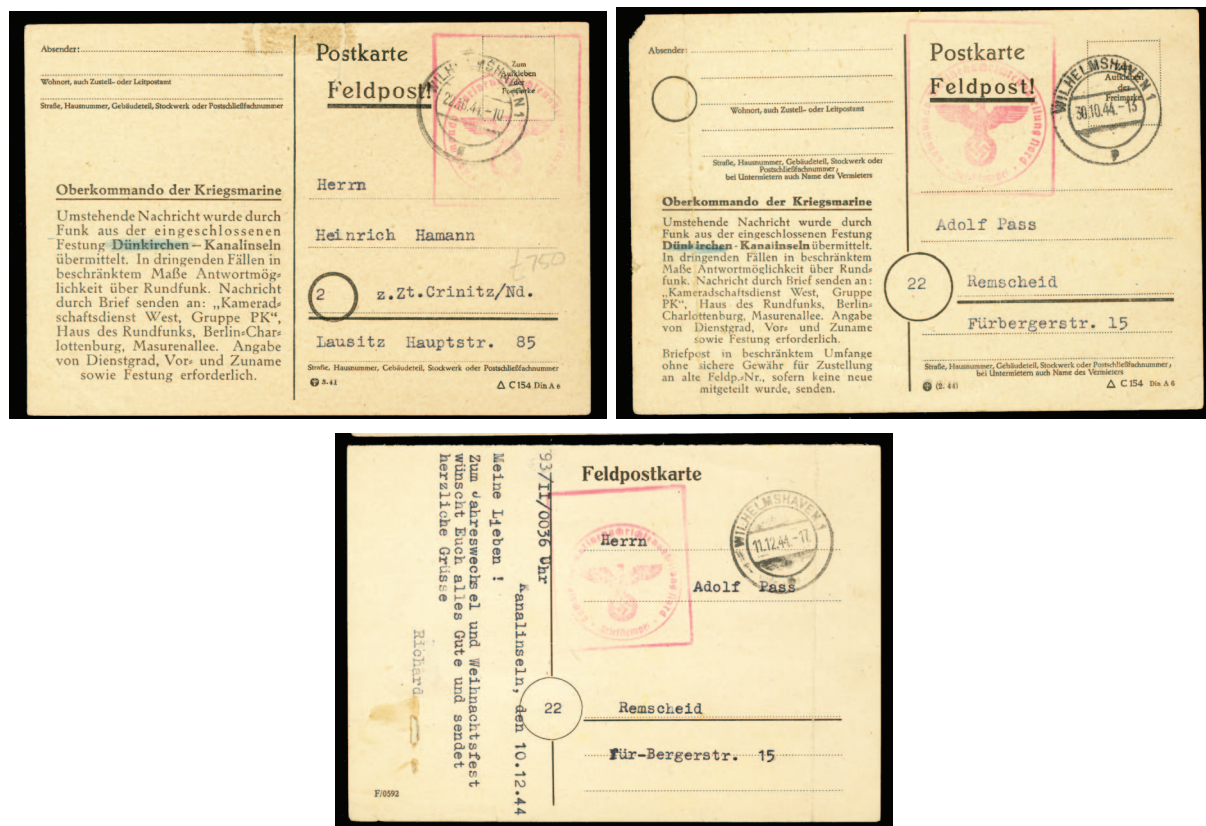 Absender:
Wohnort, auch Zustell- oder Leitpostamt
Straße, Hausnummer, Gebäudeteil, Stockwerk oder Postschließfachnummer
Oberkommando der Kriegsmarine
Umstehende Nachricht wurde durch
Funk aus der eingeschlossenen
Festung Dünkirchen – Kanalinseln
übermittelt. In dringenden Fällen in
beschränktem Maße Antwortmög-
lichkeit über Rundfunk. Nachricht
durch Brief senden an: „Kamerad-
schaftsdienst West, Gruppe PK“,
Haus des Rundfunks, Berlin-Char-
lottenburg, Masurenallee. Angabe
von Dienstgrad, Vor- und Zuname
sowie Festung erforderlich.
Postkarte
Feldpost!
Zum
Aufkleben
der
Freimarke
WILHELMSHAVEN 1
Herrn
Heinrich Hamann
£750
2
z.Zt.Crinitz/Nd.
Lausitz Hauptstr. 85
Straße, Hausnummer, Gebäudeteil, Stockwerk oder Postschließfachnummer
C 154 Din A 6
Absender:
Wohnort, auch Zustell- oder Leitpostamt
Straße, Hausnummer, Gebäudeteil, Stockwerk oder
Postschließfachnummer;
bei Untermietern auch Name des Vermieters
Oberkommando der Kriegsmarine
Umstehende Nachricht wurde durch
Funk aus der eingeschlossenen Festung
Dünkirchen - Kanalinseln übermittelt.
In dringenden Fällen in beschränktem
Maße Antwortmöglichkeit über Rund-
funk. Nachricht durch Brief senden an:
„Kameradschaftsdienst West, Gruppe
PK“, Haus des Rundfunks, Berlin-
Charlottenburg, Masurenallee. Angabe
von Dienstgrad, Vor- und Zuname
sowie Festung erforderlich.
Briefpost in beschränktem Umfange
ohne sichere Gewähr für Zustellung
an alte Feldp.-Nr., sofern keine neue
mitgeteilt wurde, senden.
Postkarte
Feldpost!
Aufkleben
der
Freimarke
WILHELMSHAVEN 1
30.10.44.-13
Adolf Pass
22
Remscheid
Fürbergerstr. 15
Straße, Hausnummer, Gebäudeteil, Stockwerk oder Postschließfachnummer;
bei Untermietern auch Name des Vermieters
(2. 44)
C 154 Din A 6
93/II/0036 Uhr
Kanalinseln, den 10.12.44
Meine Lieben !
Zum Jahreswechsel und Weihnachtsfest
wünscht Euch alles Gute und sendet
herzliche Grüsse
Richard
F/0592
Feldpostkarte
WILHELMSHAVEN 1
11.12.44.-17
Herrn
Adolf Pass
22
Remscheid
Für-Bergerstr. 15